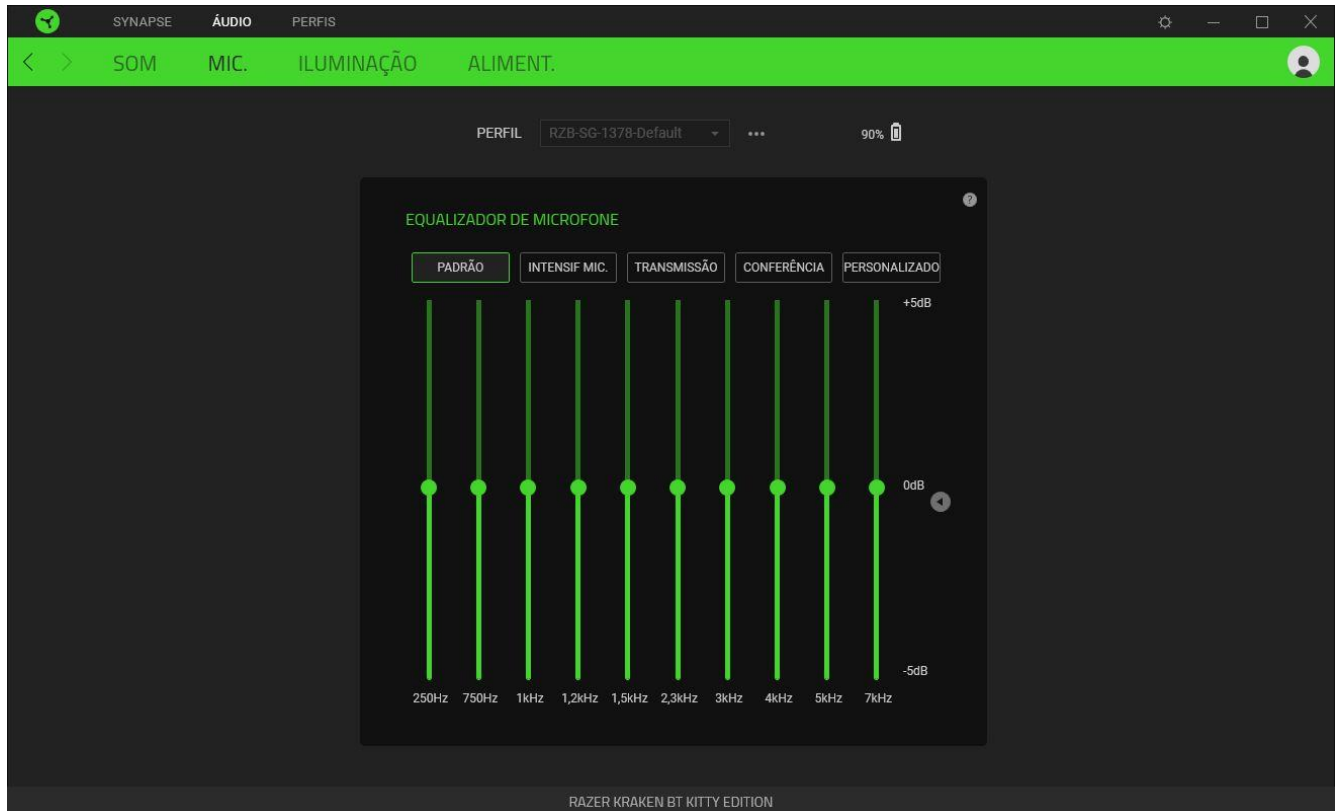 SYNAPSE ÁUDIO PERFIS
SOM MIC. ILUMINAÇÃO ALIMENT.
PERFIL RZB-SG-1378-Default 90%
?
EQUALIZADOR DE MICROFONE
PADRÃO INTENSIF MIC. TRANSMISSÃO CONFERÊNCIA PERSONALIZADO
+5dB
0dB
-5dB
250Hz 750Hz 1kHz 1,2kHz 1,5kHz 2,3kHz 3kHz 4kHz 5kHz 7kHz
RAZER KRAKEN BT KITTY EDITION